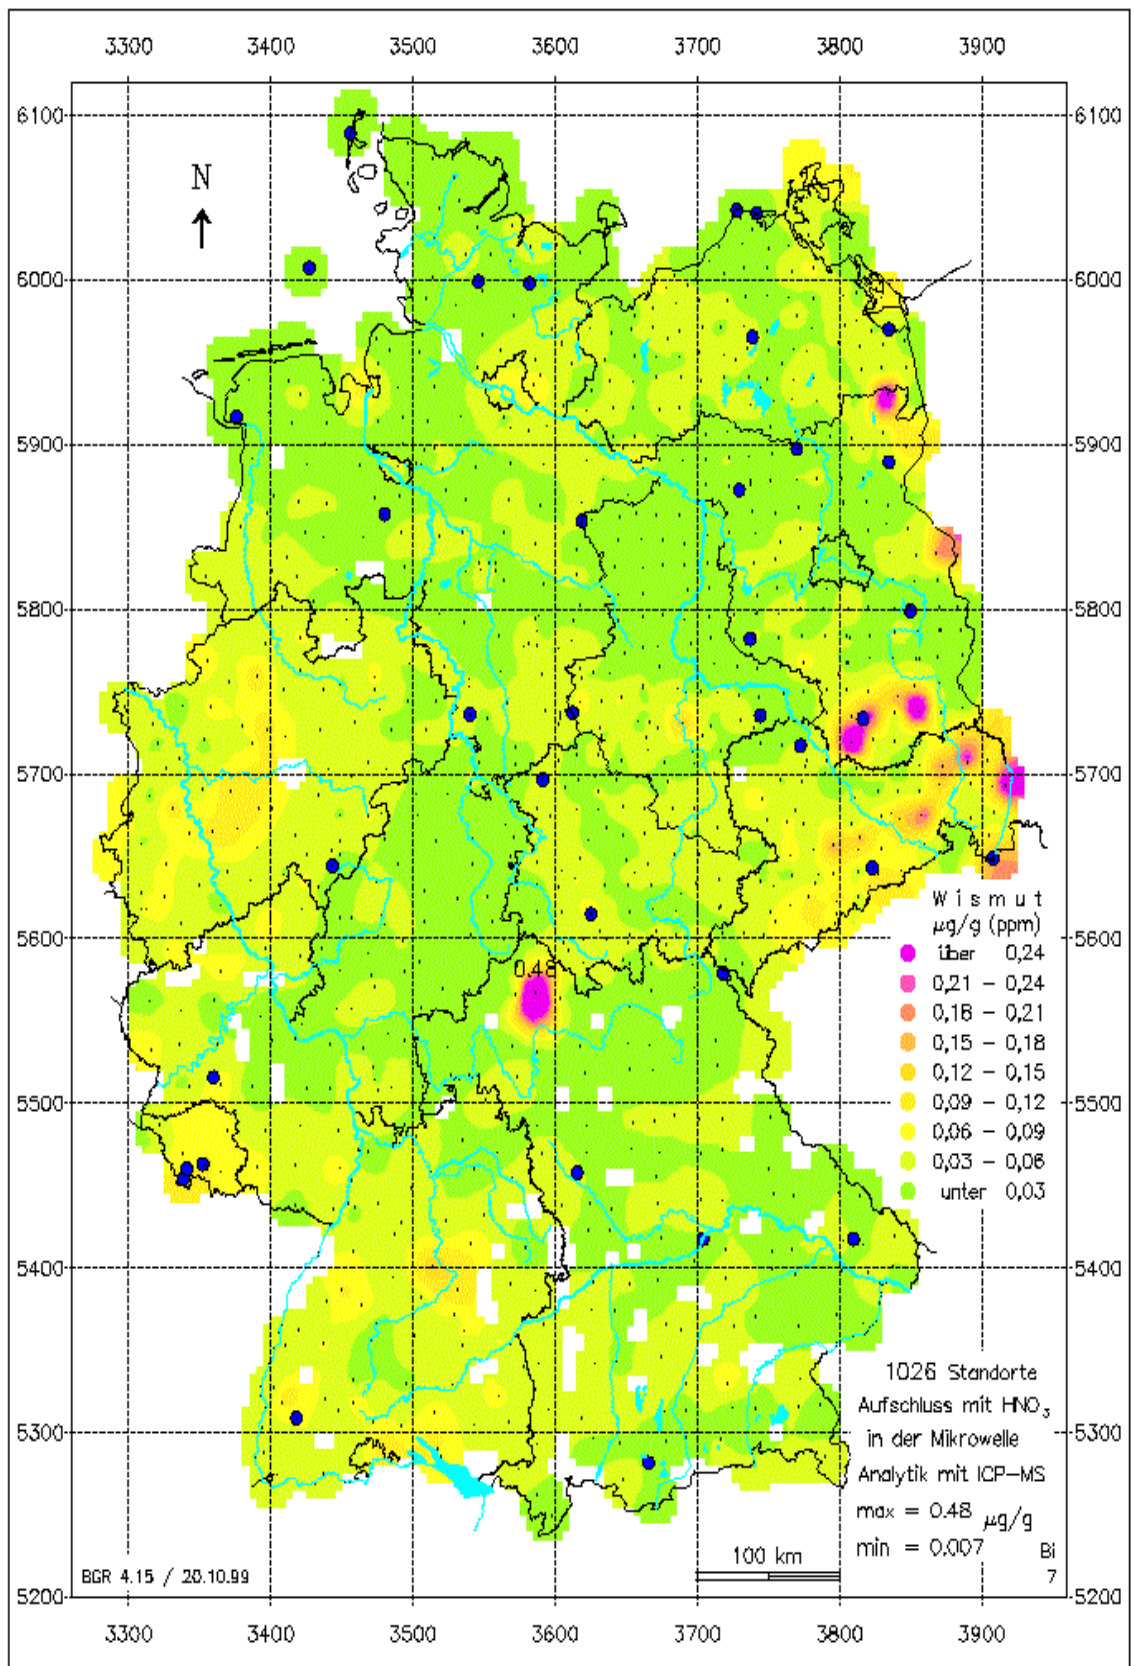 3300 3400 3500 3600 3700 3800 3900
6100 6100
N
6000 6000
5900 5900
5800 5800
5700 5700
Wismut
µg/g (ppm)
über 0,24
5600 5600
0.48
0,21 – 0,24
0,18 – 0,21
0,15 – 0,18
0,12 – 0,15
5500 5500
0,09 – 0,12
0,06 – 0,09
0,03 – 0,06
unter 0,03
5400 5400
1026 Standorte
Aufschluss mit HNO₃
5300 5300
in der Mikrowelle
Analytik mit ICP–MS
max = 0.48 µg/g
min = 0.007
100 km
Bi
BGR 4.15 / 20.10.99
7
5200 5200
3300 3400 3500 3600 3700 3800 3900